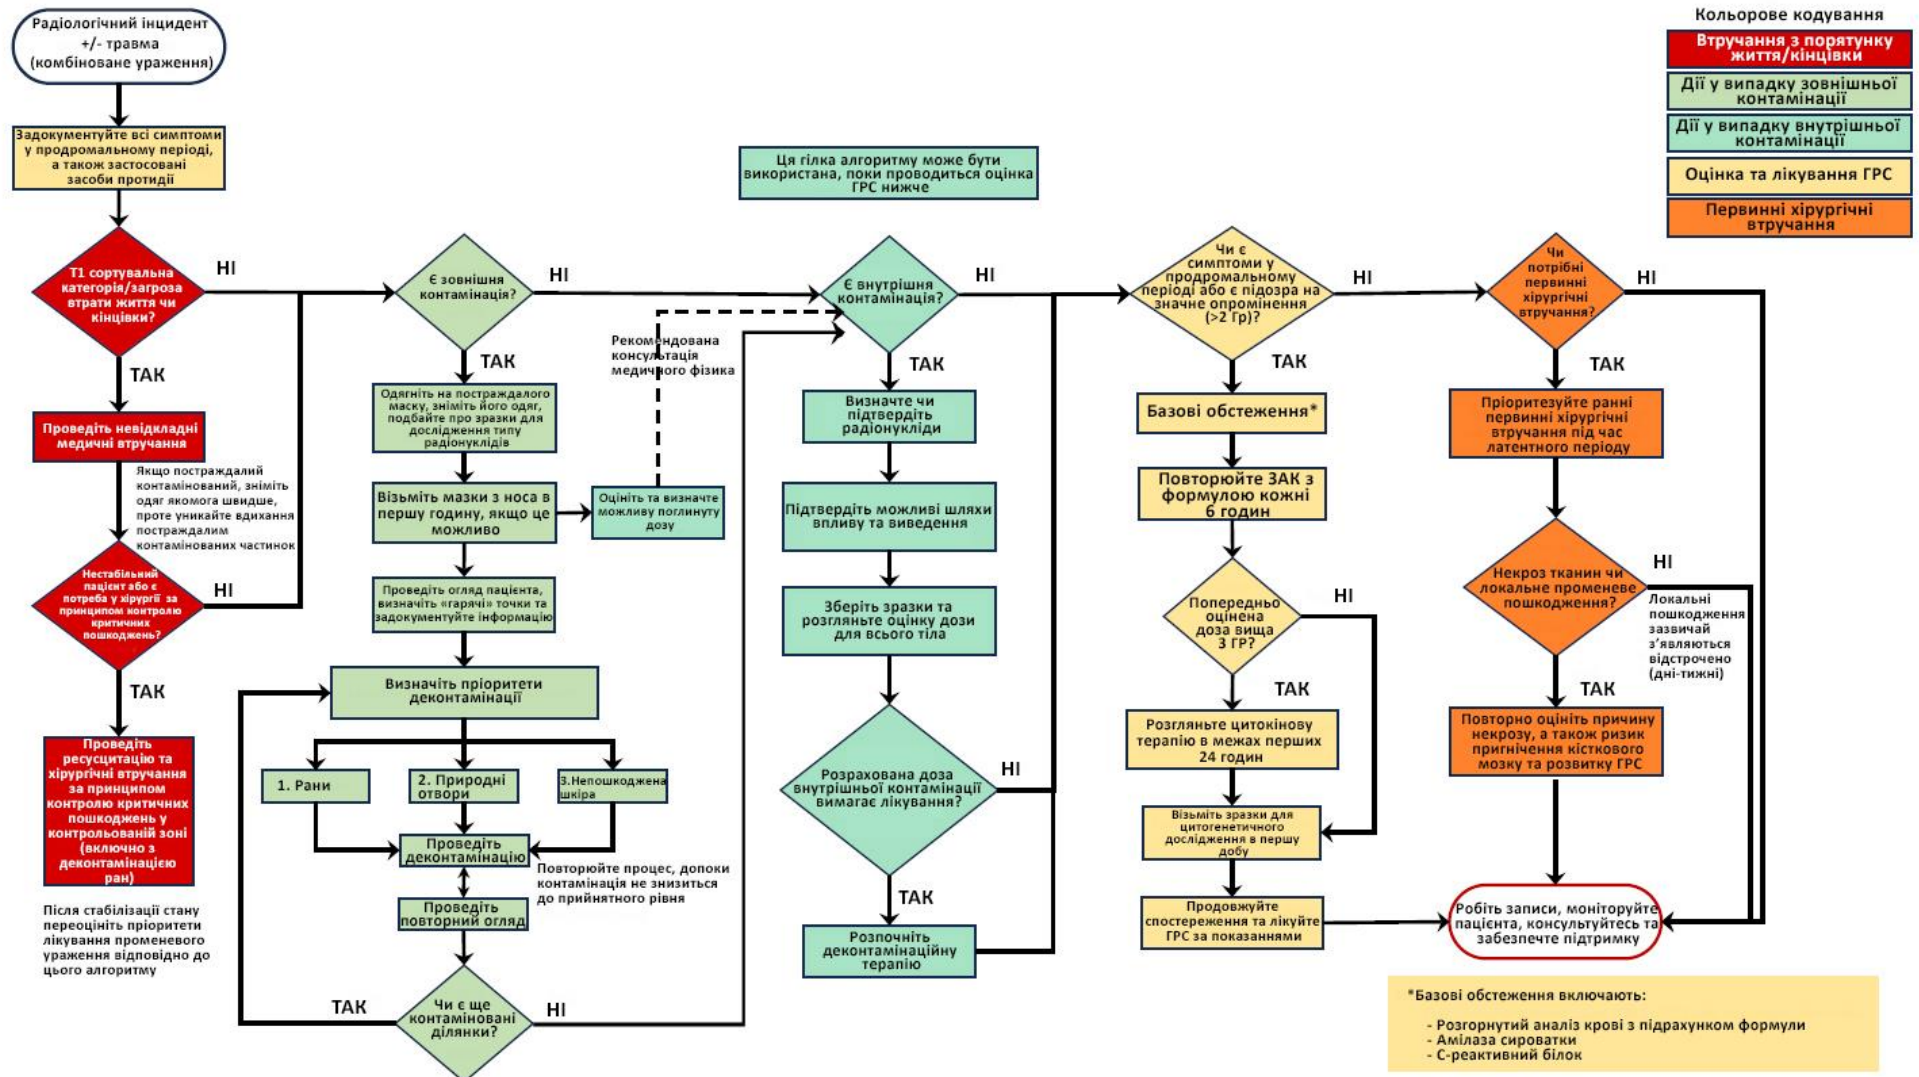 Радіологічний інцидент
+/- травма
(комбіноване ураження)
Задокументуйте всі симптоми
у продромальному періоді,
а також застосовані
засоби протидії
Т1 сортувальна
категорія/загроза
втрати життя чи
кінцівки?
НІ
ТАК
Проведіть невідкладні
медичні втручання
Якщо постраждалий
контамінований, зніміть
одяг якомога швидше,
проте уникайте вдихання
постраждалим
контамінованих частинок
Нестабільний
пацієнт або є
потреба у хірургії за
принципом контролю
критичних
пошкоджень?
НІ
ТАК
Проведіть
ресусцитацію та
хірургічні втручання
за принципом
контролю критичних
пошкоджень у
контрольованій зоні
(включно з
деконтамінацією
ран)
Після стабілізації стану
переоцініть пріоритети
лікування променевого
ураження відповідно до
цього алгоритму
Є зовнішня
контамінація?
НІ
ТАК
Одягніть на постраждалого
маску, зніміть його одяг,
подбайте про зразки для
дослідження типу
радіонуклідів
Візьміть мазки з носа в
першу годину, якщо це
можливо
Оцініть та визначте
можливу поглинуту
дозу
Рекомендована
консультація
медичного фізика
Проведіть огляд пацієнта,
визначіть «гарячі» точки та
задокументуйте інформацію
Визначіть пріоритети
деконтамінації
1. Рани
2. Природні
отвори
3.Непошкоджена
шкіра
Проведіть
деконтамінацію
Повторюйте процес, допоки
контамінація не знизиться
до прийнятного рівня
Проведіть
повторний огляд
Чи є ще
контаміновані
ділянки?
ТАК
НІ
Ця гілка алгоритму може бути
використана, поки проводиться оцінка
ГРС нижче
Є внутрішня
контамінація?
НІ
ТАК
Визначте чи
підтвердіть
радіонукліди
Підтвердіть можливі шляхи
впливу та виведення
Зберіть зразки та
розгляньте оцінку дози
для всього тіла
Розрахована доза
внутрішньої контамінації
вимагає лікування?
НІ
ТАК
Розпочніть
деконтамінаційну
терапію
Чи є
симптоми у
продромальному
періоді або є підозра на
значне опромінення
(>2 Гр)?
НІ
ТАК
Базові обстеження*
Повторюйте ЗАК з
формулою кожні
6 годин
Попередньо
оцінена
доза вища
3 ГР?
НІ
ТАК
Розгляньте цитокінову
терапію в межах перших
24 годин
Візьміть зразки для
цитогенетичного
дослідження в першу
добу
Продовжуйте
спостереження та лікуйте
ГРС за показаннями
Чи
потрібні
первинні
хірургічні
втручання?
НІ
ТАК
Пріоритезуйте ранні
первинні хірургічні
втручання під час
латентного періоду
Некроз тканин чи
локальне променеве
пошкодження?
НІ
Локальні
пошкодження
зазвичай
з’являються
відстрочено
(дні-тижні)
ТАК
Повторно оцініть причину
некрозу, а також ризик
пригнічення кісткового
мозку та розвитку ГРС
Робіть записи, моніторуйте
пацієнта, консультуйтесь та
забезпечте підтримку
Кольорове кодування
Втручання з порятунку
життя/кінцівки
Дії у випадку зовнішньої
контамінації
Дії у випадку внутрішньої
контамінації
Оцінка та лікування ГРС
Первинні хірургічні
втручання
*Базові обстеження включають:
- Розгорнутий аналіз крові з підрахунком формули
- Амілаза сироватки
- С-реактивний білок